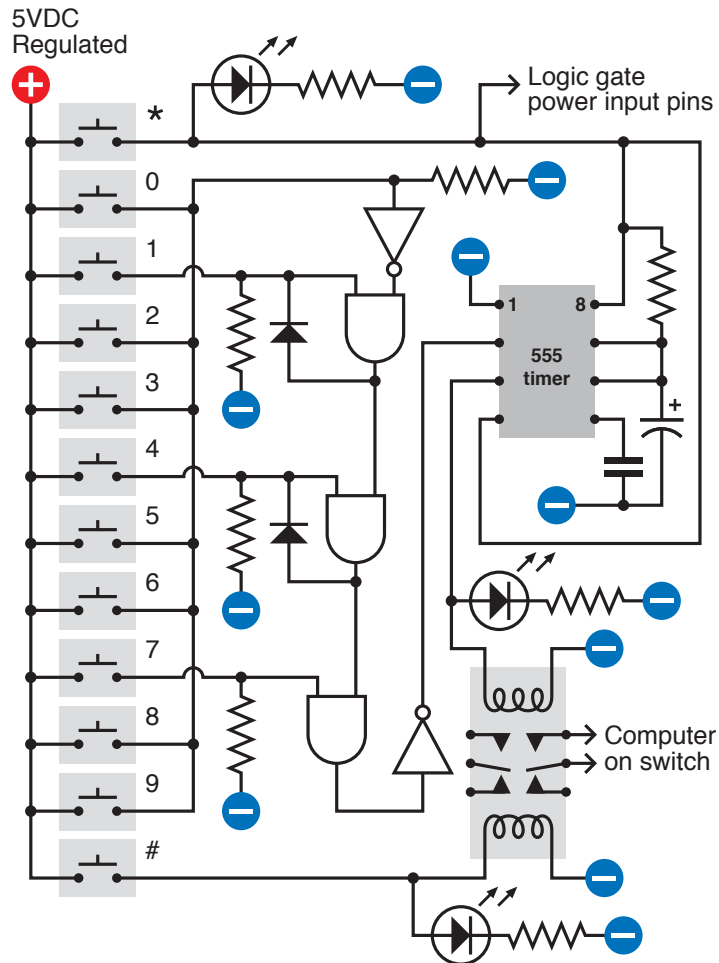 5VDC
Regulated
+
*
Logic gate
power input pins
0
1
2
3
4
5
6
7
8
9
#
1 8
555
timer
+
Computer
on switch